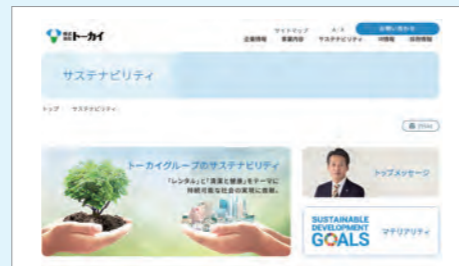 株式会社トーカイ
サイトマップ
お問い合わせ
企業情報 事業内容 サステナビリティ IR情報 採用情報
サステナビリティ
トップ サステナビリティ
トーカイグループのサステナビリティ
「レンタル」と「清潔と健康」をテーマに
持続可能な社会の実現に貢献。
トップメッセージ
SUSTAINABLE
DEVELOPMENT
GOALS
マテリアリティ